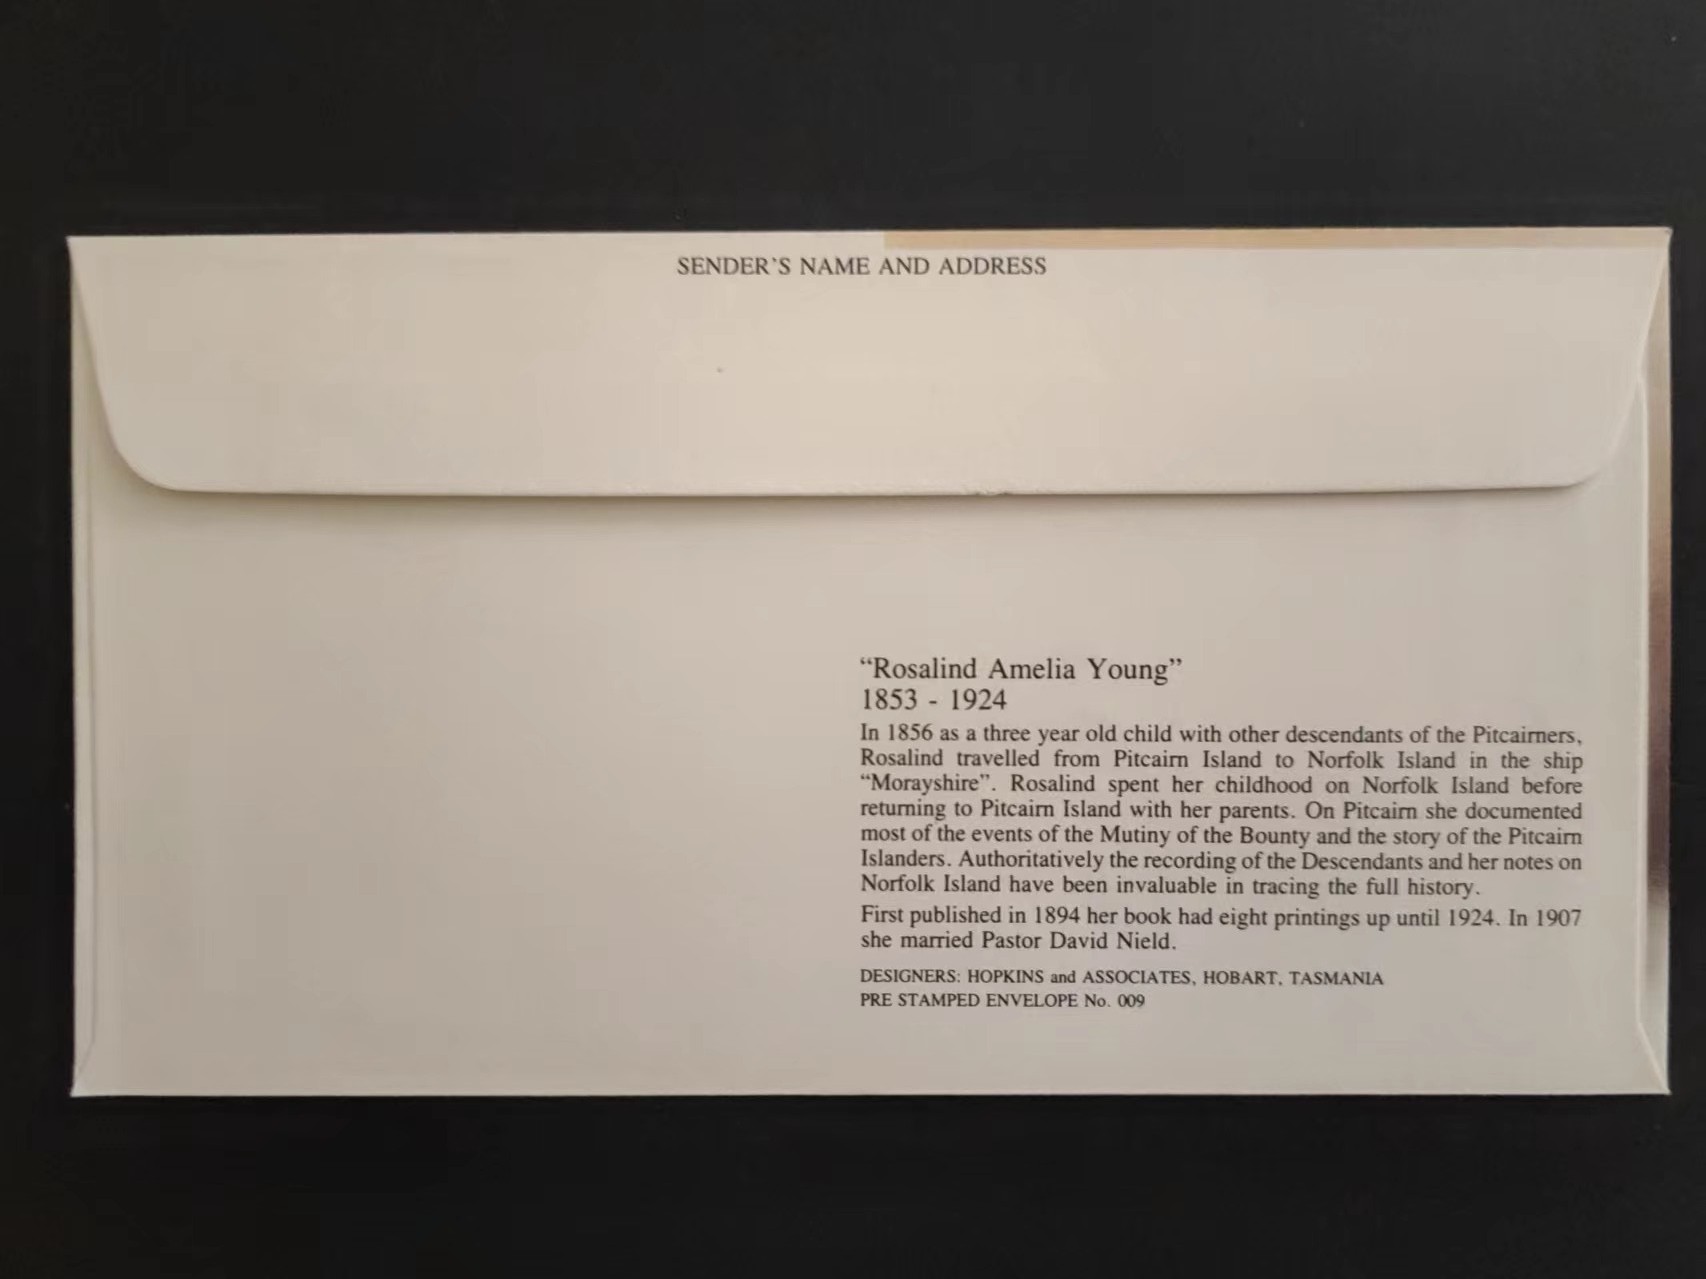 SENDER'S NAME AND ADDRESS
“Rosalind Amelia Young”
1853 - 1924
In 1856 as a three year old child with other descendants of the Pitcairners,
Rosalind travelled from Pitcairn Island to Norfolk Island in the ship
“Morayshire”. Rosalind spent her childhood on Norfolk Island before
returning to Pitcairn Island with her parents. On Pitcairn she documented
most of the events of the Mutiny of the Bounty and the story of the Pitcairn
Islanders. Authoritatively the recording of the Descendants and her notes on
Norfolk Island have been invaluable in tracing the full history.
First published in 1894 her book had eight printings up until 1924. In 1907
she married Pastor David Nield.
DESIGNERS: HOPKINS and ASSOCIATES, HOBART, TASMANIA
PRE STAMPED ENVELOPE No. 009